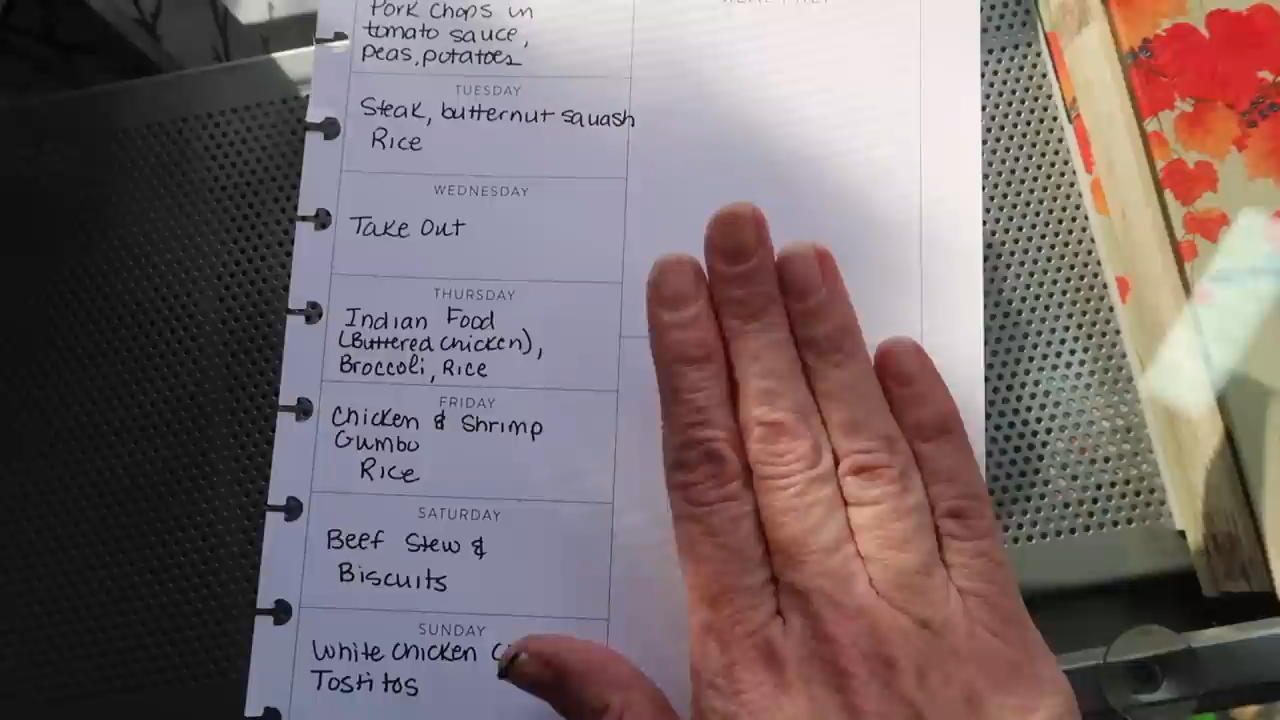 Pork Chops in
tomato sauce,
peas, potatoes
TUESDAY
Steak, butternut squash
Rice
WEDNESDAY
Take Out
THURSDAY
Indian Food
(Buttered Chicken),
Broccoli, Rice
FRIDAY
Chicken & Shrimp
Gumbo
Rice
SATURDAY
Beef Stew &
Biscuits
SUNDAY
White Chicken
Tostitos